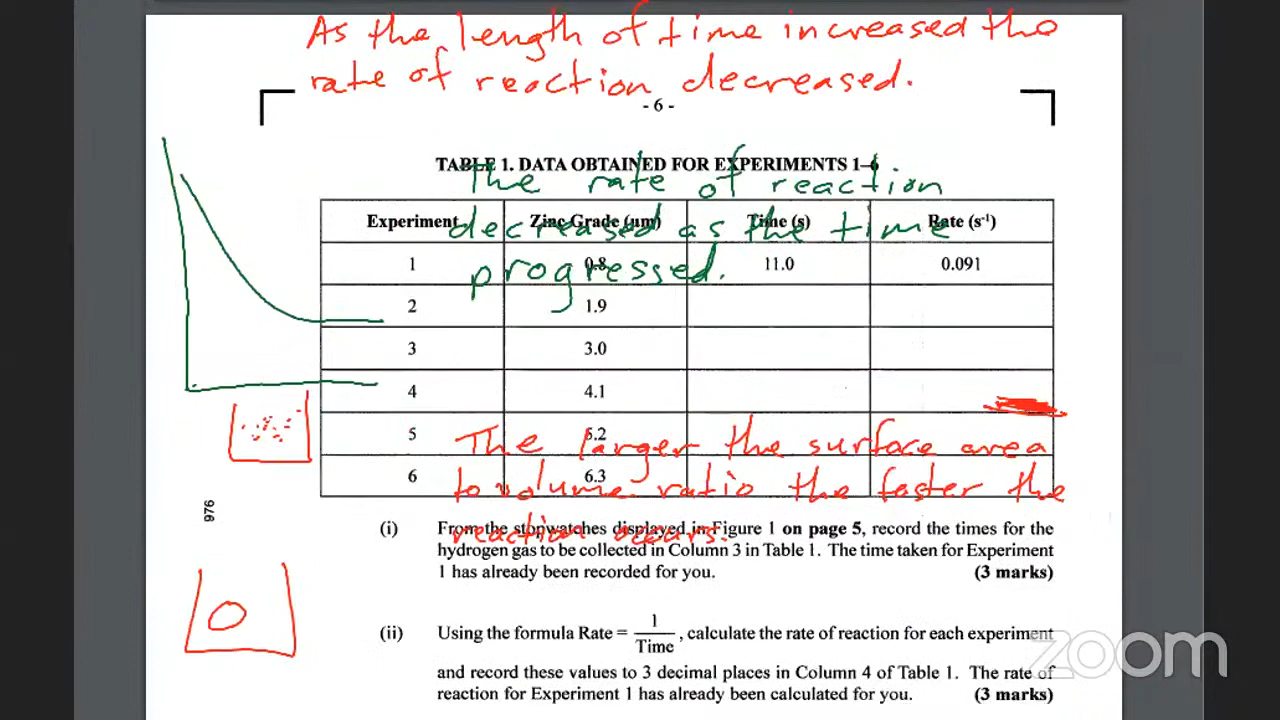 As the length of time increased the
rate of reaction decreased.
- 6 -
TABLE 1. DATA OBTAINED FOR EXPERIMENTS 1–6
The rate of reaction
decreased as the time
progressed.
Experiment Zinc Grade (µm) Time (s) Rate (s⁻¹)
1 0.8 11.0 0.091
2 1.9
3 3.0
4 4.1
5 5.2
6 6.3
The larger the surface area
to volume ratio the faster the
reaction occurs.
976
(i) From the stopwatches displayed in Figure 1 on page 5, record the times for the
hydrogen gas to be collected in Column 3 in Table 1. The time taken for Experiment
1 has already been recorded for you. (3 marks)
(ii) Using the formula Rate = 1/Time, calculate the rate of reaction for each experiment
and record these values to 3 decimal places in Column 4 of Table 1. The rate of
reaction for Experiment 1 has already been calculated for you. (3 marks)
zoom